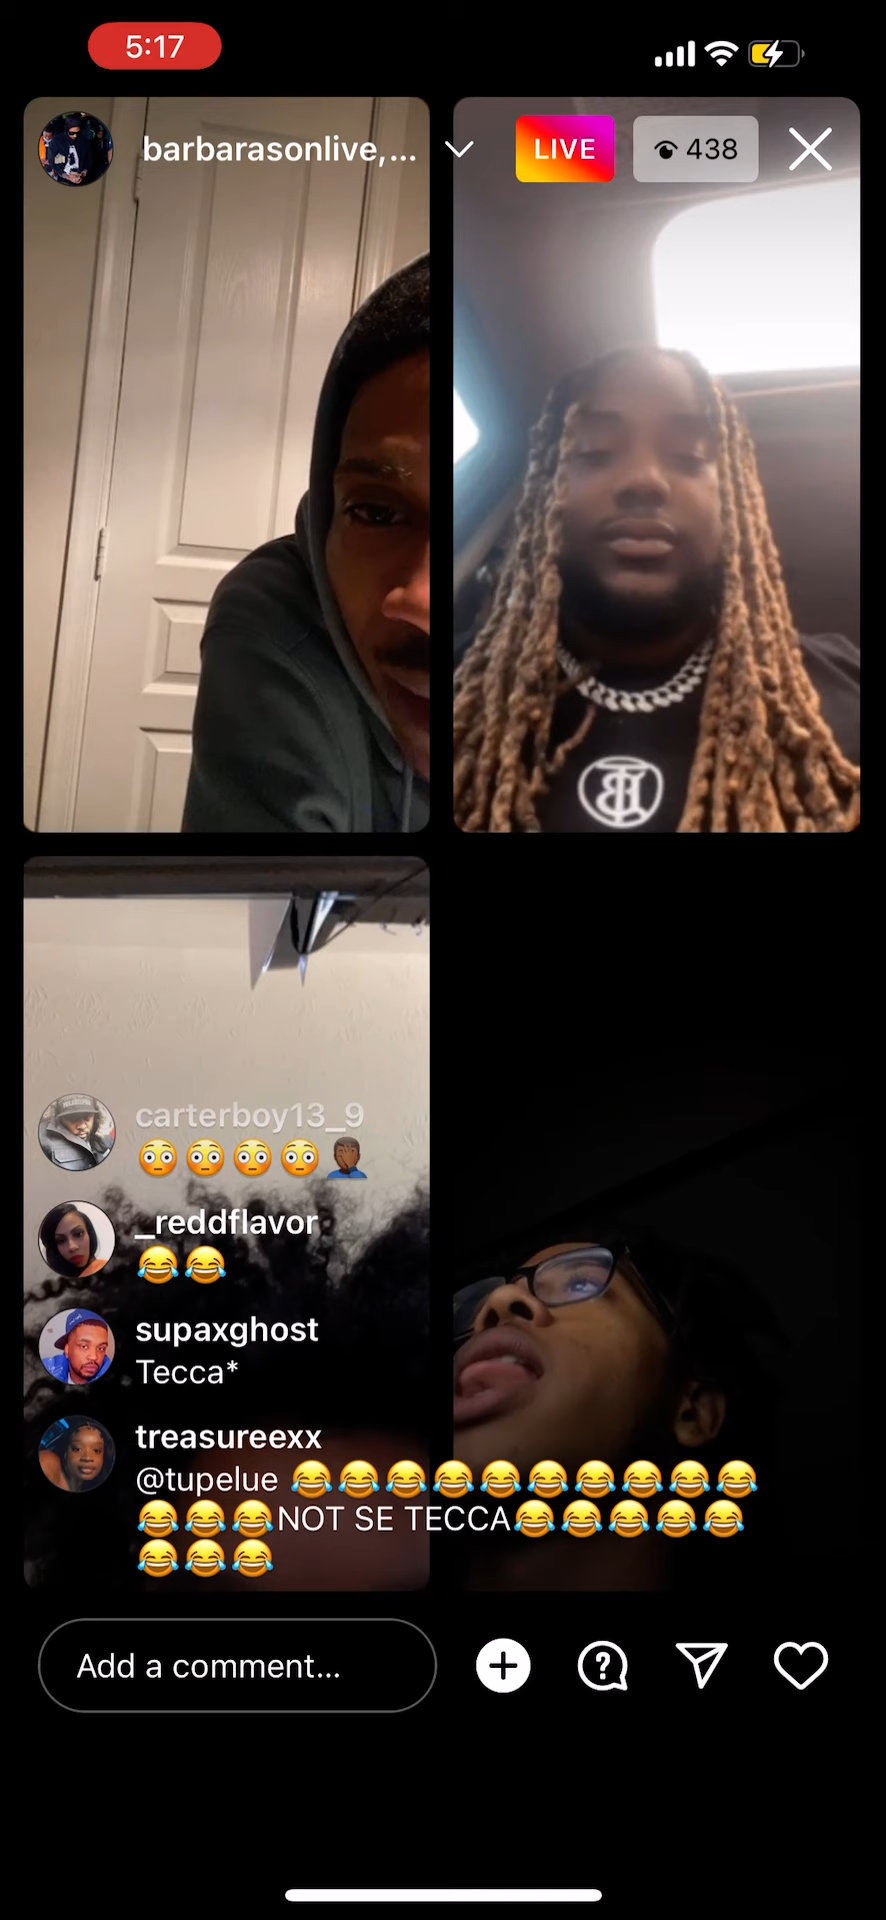 5:17
barbarasonlive,...
LIVE
438
carterboy13_9
😳😳😳😳🤦🏾‍♂️
_reddflavor
😂😂
supaxghost
Tecca*
treasureexx
@tupelue 😂😂😂😂😂😂😂😂😂😂
😂😂😂NOT SE TECCA😂😂😂😂😂
😂😂😂
Add a comment...